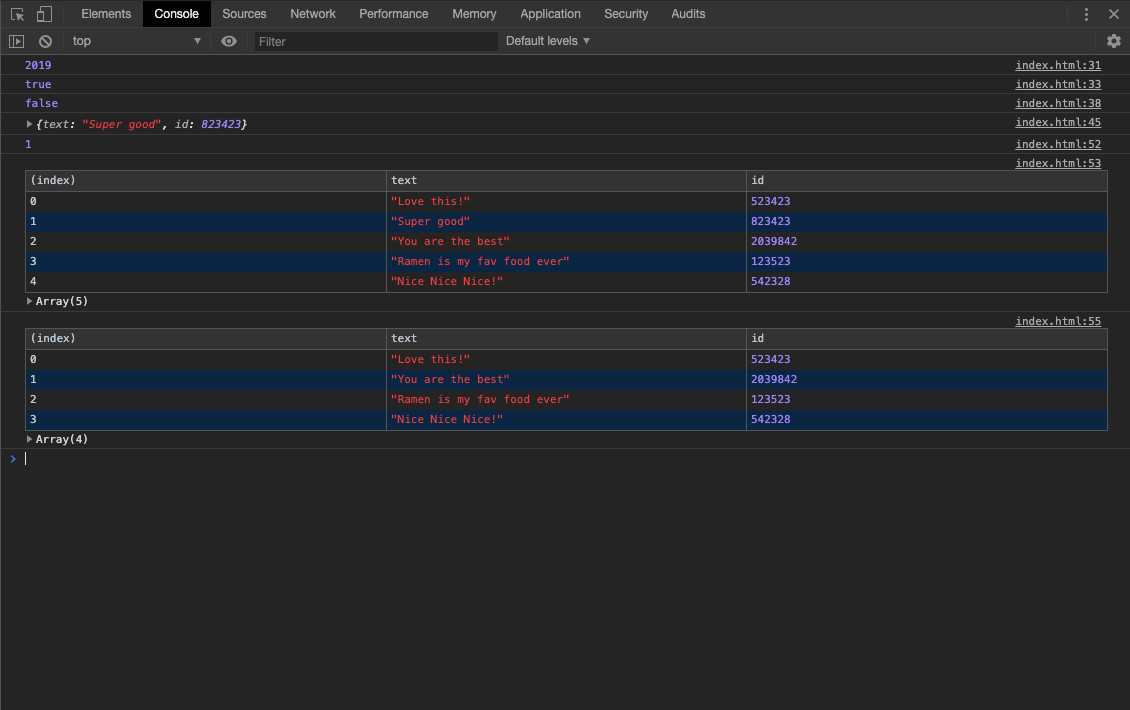 Elements Console Sources Network Performance Memory Application Security Audits
top Filter Default levels
2019 index.html:31
true index.html:33
false index.html:38
{text: "Super good", id: 823423} index.html:45
1 index.html:52
index.html:53
(index) text id
0 "Love this!" 523423
1 "Super good" 823423
2 "You are the best" 2039842
3 "Ramen is my fav food ever" 123523
4 "Nice Nice Nice!" 542328
Array(5)
index.html:55
(index) text id
0 "Love this!" 523423
1 "You are the best" 2039842
2 "Ramen is my fav food ever" 123523
3 "Nice Nice Nice!" 542328
Array(4)